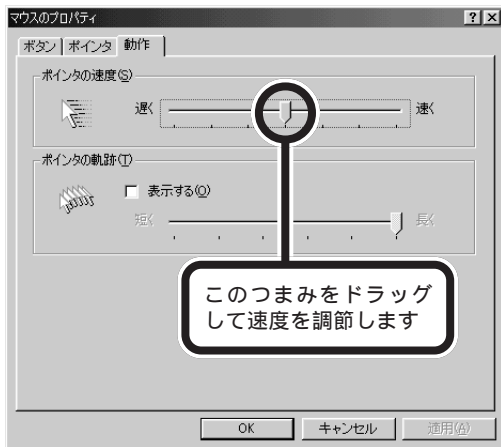 マウスのプロパティ
ボタン ポインタ 動作
ポインタの速度(S)
遅く 速く
ポインタの軌跡(T)
表示する(O)
短く 長く
このつまみをドラッグ
して速度を調節します
OK キャンセル 適用(A)